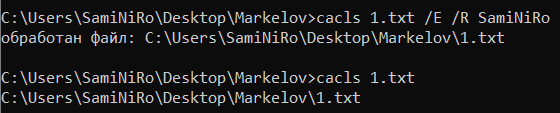 C:\Users\SamiNiRo\Desktop\Markelov>cacls 1.txt /E /R SamiNiRo
обработан файл: C:\Users\SamiNiRo\Desktop\Markelov\1.txt
C:\Users\SamiNiRo\Desktop\Markelov>cacls 1.txt
C:\Users\SamiNiRo\Desktop\Markelov\1.txt